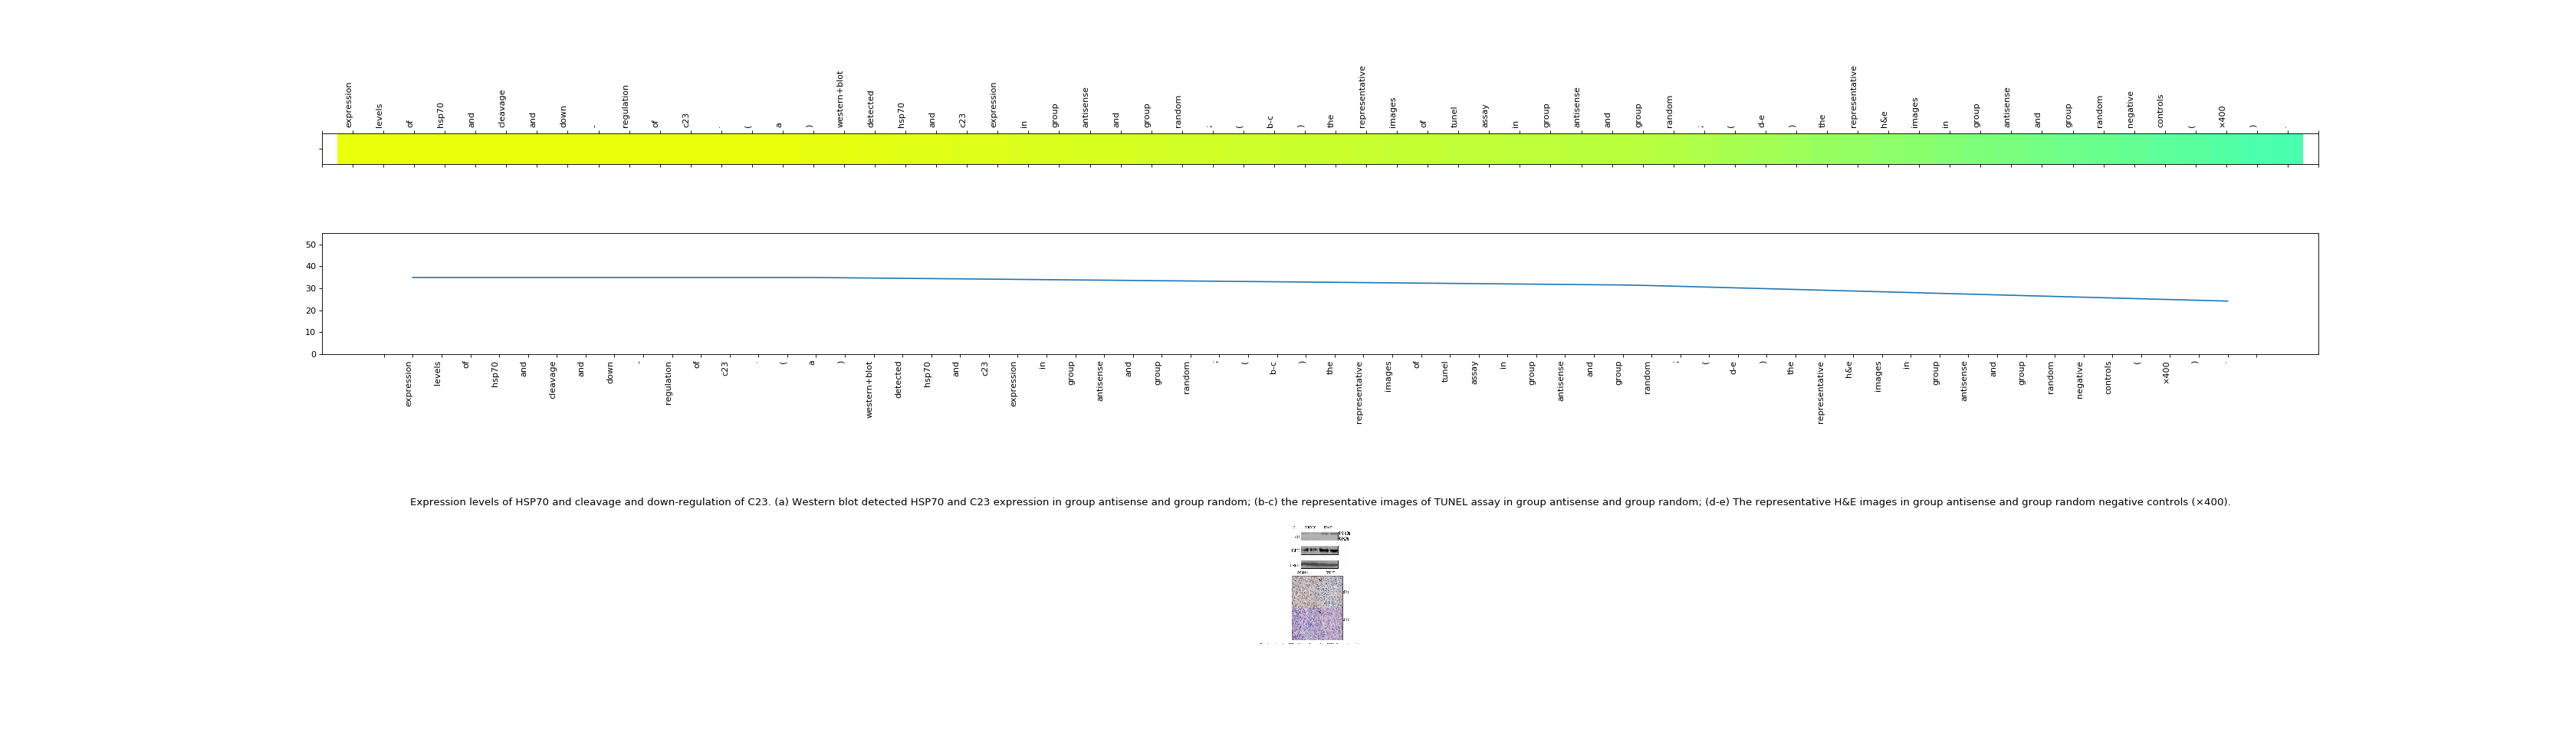 expression levels of hsp70 and cleavage and down - regulation of c23 . ( a ) western+blot detected hsp70 and c23 expression in group antisense and group random ; ( b-c ) the representative images of tunel assay in group antisense and group random ; ( d-e ) the representative h&e images in group antisense and group random negative controls ( ×400 ) .
50
40
30
20
10
0
expression levels of hsp70 and cleavage and down - regulation of c23 . ( a ) western+blot detected hsp70 and c23 expression in group antisense and group random ; ( b-c ) the representative images of tunel assay in group antisense and group random ; ( d-e ) the representative h&e images in group antisense and group random negative controls ( ×400 ) .
Expression levels of HSP70 and cleavage and down-regulation of C23. (a) Western blot detected HSP70 and C23 expression in group antisense and group random; (b-c) the representative images of TUNEL assay in group antisense and group random; (d-e) The representative H&E images in group antisense and group random negative controls (×400).